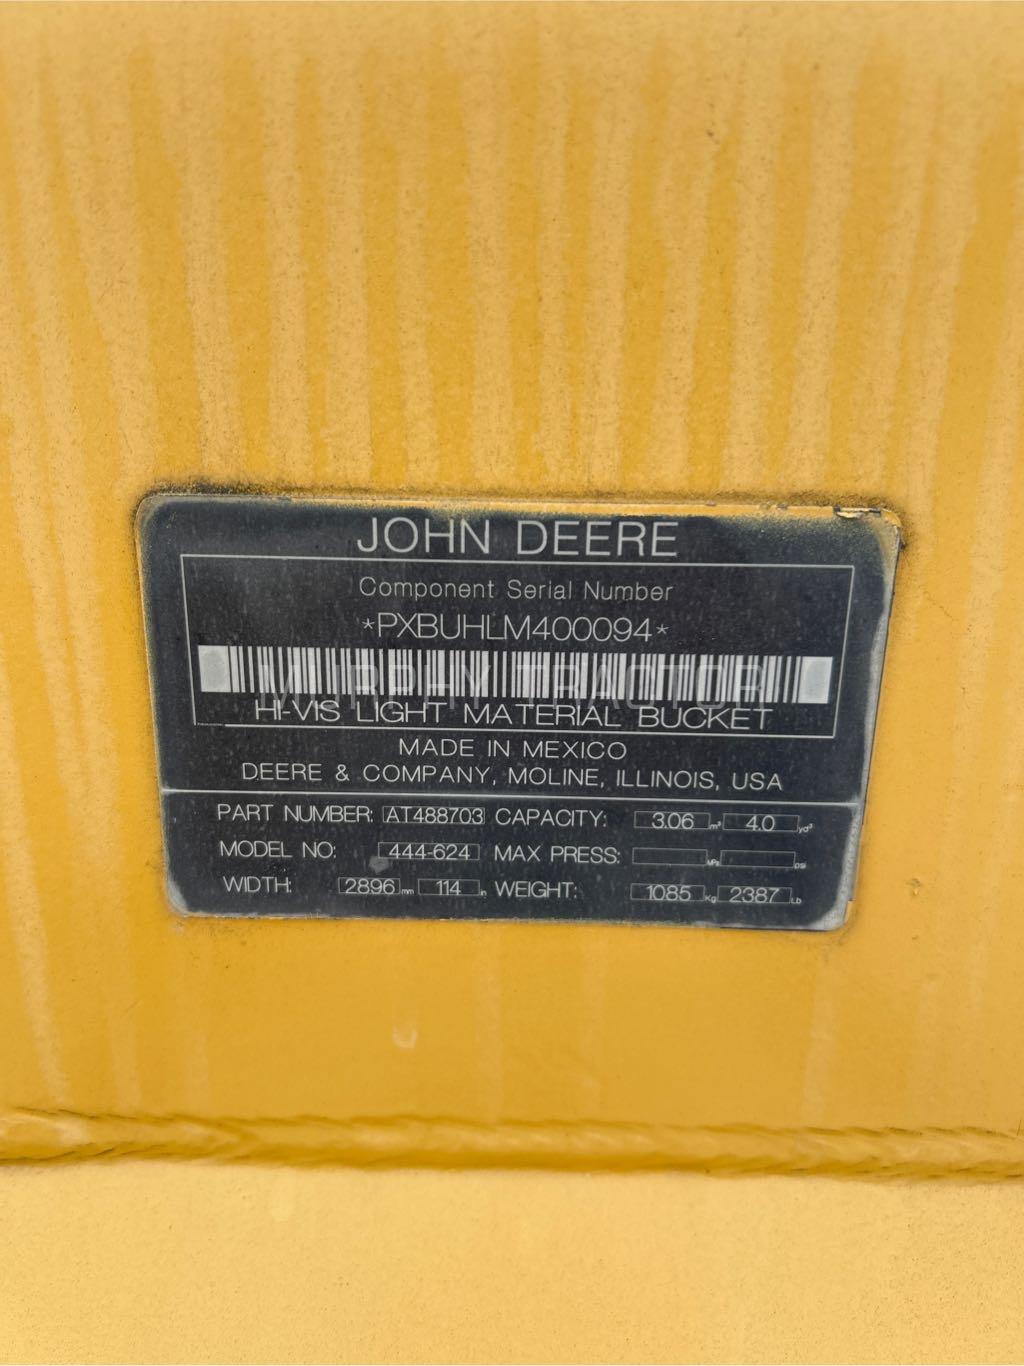 JOHN DEERE
Component Serial Number
*PXBUHLM400094*
MURPHY TRACTOR
HI-VIS LIGHT MATERIAL BUCKET
MADE IN MEXICO
DEERE & COMPANY, MOLINE, ILLINOIS, USA
PART NUMBER: AT488703 CAPACITY: 3.06 m³ 4.0 yd³
MODEL NO: 444-624 MAX PRESS: kPa psi
WIDTH: 2896 mm 114 in WEIGHT: 1085 Kg 2387 Lb